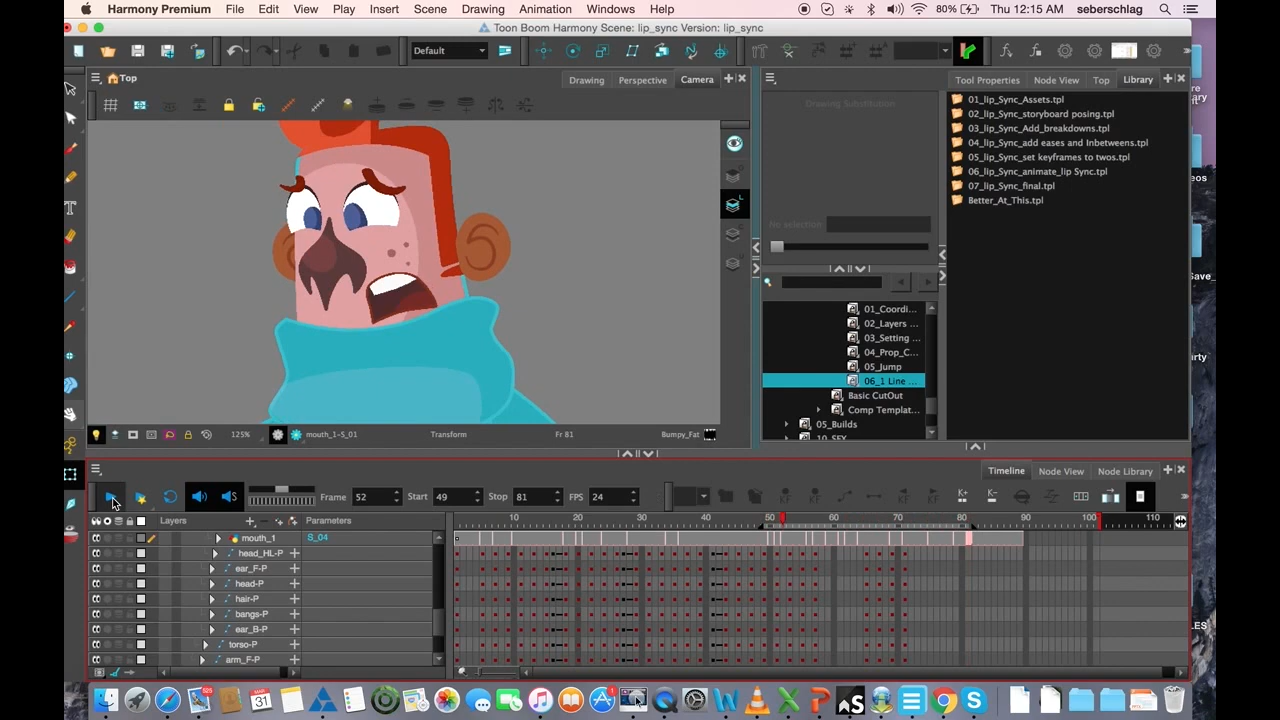 Harmony Premium File Edit View Play Insert Scene Drawing Animation Windows Help 80% Thu 12:15 AM seberschlag
Toon Boom Harmony Scene: lip_sync Version: lip_sync
Default
Top Drawing Perspective Camera
Tool Properties Node View Top Library
Drawing Substitution
No selection
01_lip_Sync_Assets.tpl
02_lip_Sync_storyboard posing.tpl
03_lip_Sync_Add_breakdowns.tpl
04_lip_Sync_add eases and Inbetweens.tpl
05_lip_Sync_set keyframes to twos.tpl
06_lip_Sync_animate_lip Sync.tpl
07_lip_Sync_final.tpl
Better_At_This.tpl
01_Coordi...
02_Layers ...
03_Setting ...
04_Prop_C...
05_Jump
06_1 Line ...
Basic CutOut
Comp Templat...
05_Builds
10_SFX
125% mouth_1-S_01 Transform Fr 81 Bumpy_Fat
Timeline Node View Node Library
Frame 52 Start 49 Stop 81 FPS 24
Layers Parameters 10 20 30 40 50 60 70 80 90 100 110
mouth_1 S_04
head_HL-P
ear_F-P
head-P
hair-P
bangs-P
ear_B-P
torso-P
arm_F-P